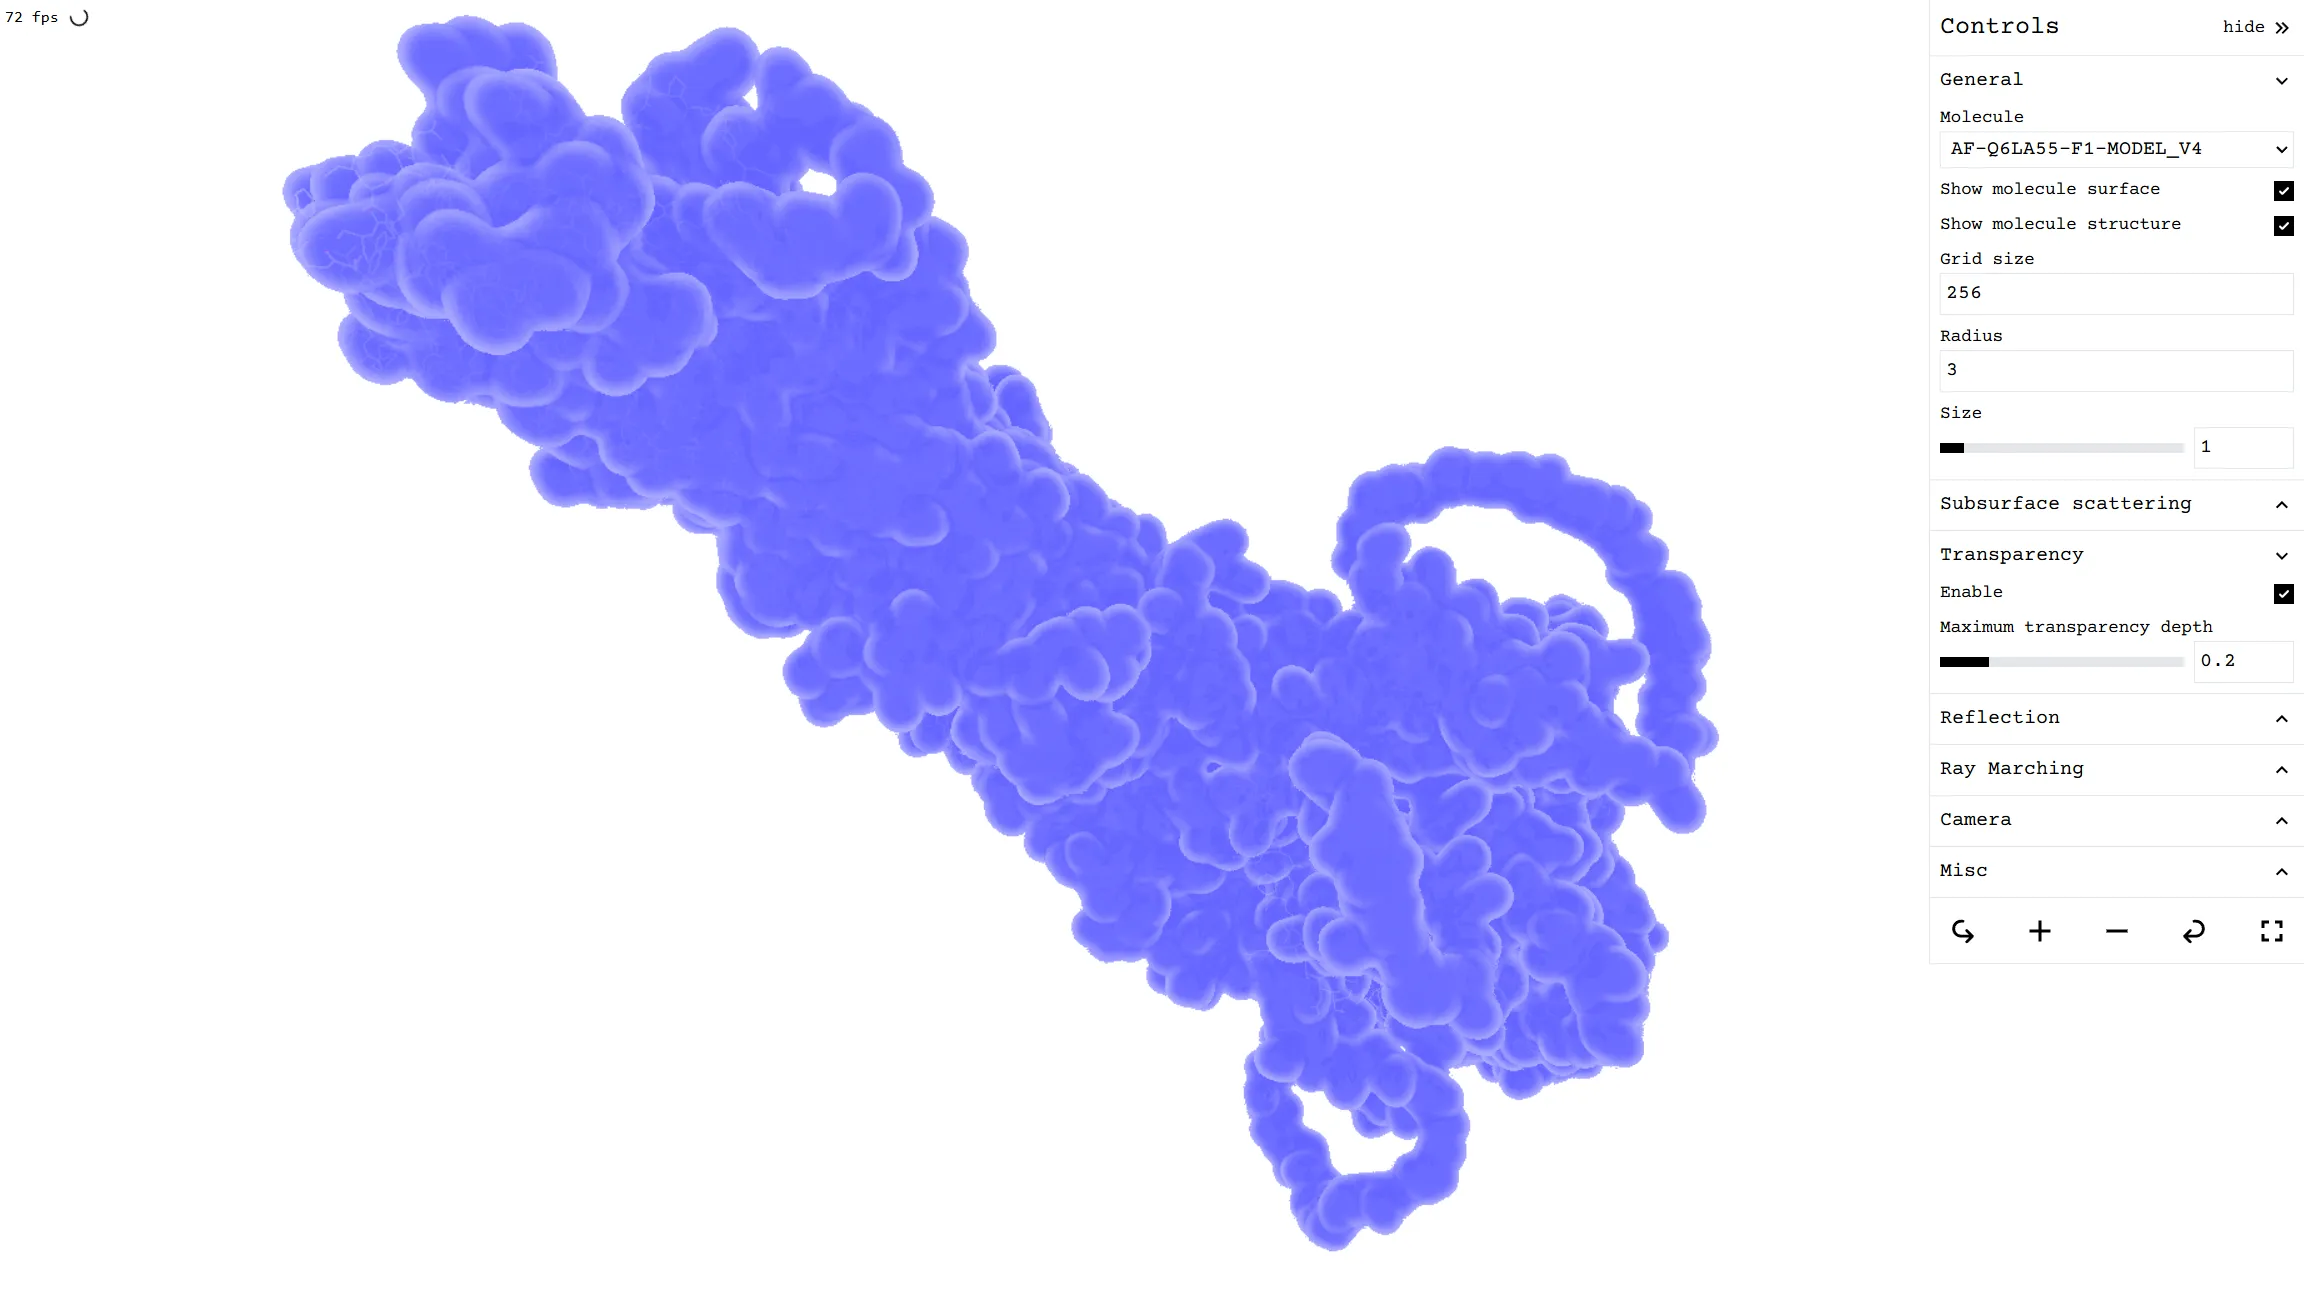 72 fps
Controls hide
General
Molecule
AF-Q6LA55-F1-MODEL_V4
Show molecule surface
Show molecule structure
Grid size
256
Radius
3
Size
1
Subsurface scattering
Transparency
Enable
Maximum transparency depth
0.2
Reflection
Ray Marching
Camera
Misc